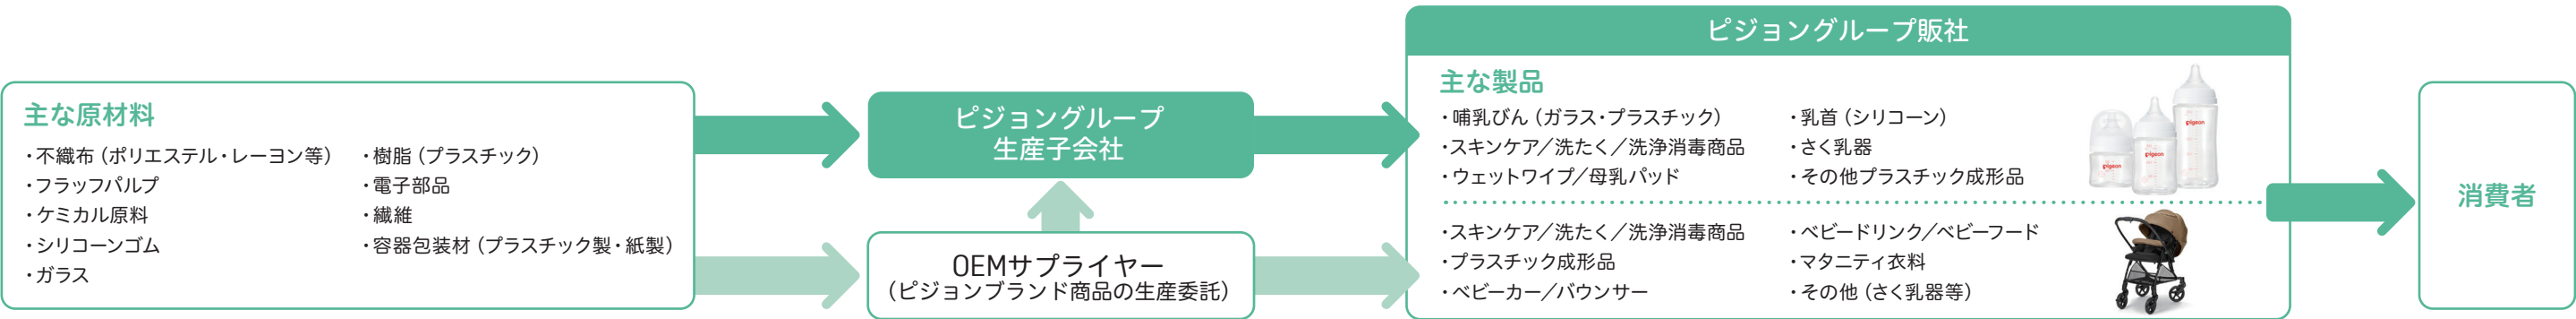 主な原材料
・不織布（ポリエステル・レーヨン等）
・フラッフパルプ
・ケミカル原料
・シリコーンゴム
・ガラス
・樹脂（プラスチック）
・電子部品
・繊維
・容器包装材（プラスチック製・紙製）
ピジョングループ
生産子会社
OEMサプライヤー
（ピジョンブランド商品の生産委託）
ピジョングループ販社
主な製品
・哺乳びん（ガラス・プラスチック）
・スキンケア／洗たく／洗浄消毒商品
・ウェットワイプ／母乳パッド
・乳首（シリコーン）
・さく乳器
・その他プラスチック成形品
pigeon
pigeon
pigeon
・スキンケア／洗たく／洗浄消毒商品
・プラスチック成形品
・ベビーカー／バウンサー
・ベビードリンク／ベビーフード
・マタニティ衣料
・その他（さく乳器等）
消費者